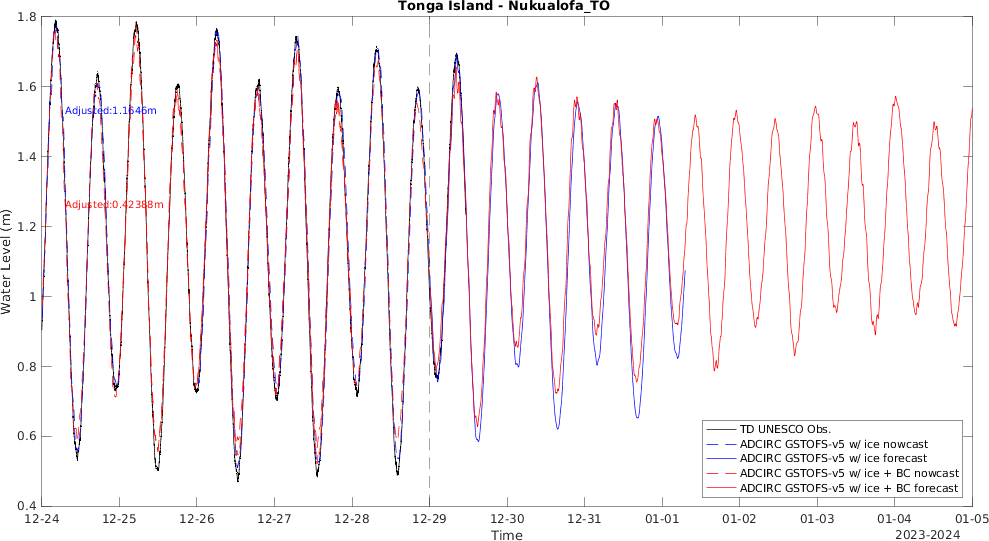 Tonga Island - Nukualofa_TO
1.8
1.6
1.4
1.2
1
0.8
0.6
0.4
Water Level (m)
Adjusted:1.1646m
Adjusted:0.42388m
TD UNESCO Obs.
ADCIRC GSTOFS-v5 w/ ice nowcast
ADCIRC GSTOFS-v5 w/ ice forecast
ADCIRC GSTOFS-v5 w/ ice + BC nowcast
ADCIRC GSTOFS-v5 w/ ice + BC forecast
12-24 12-25 12-26 12-27 12-28 12-29 12-30 12-31 01-01 01-02 01-03 01-04 01-05
Time
2023-2024